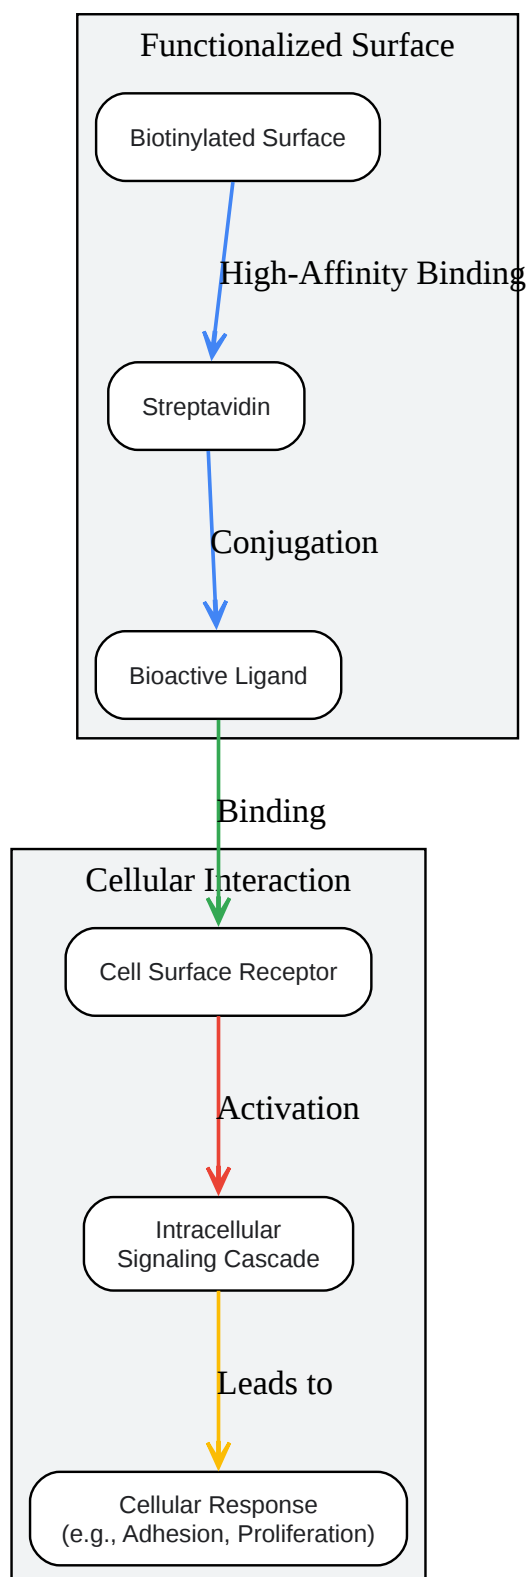 Functionalized Surface
Biotinylated Surface
High-Affinity Binding
Streptavidin
Conjugation
Bioactive Ligand
Binding
Cellular Interaction
Cell Surface Receptor
Activation
Intracellular
Signaling Cascade
Leads to
Cellular Response
(e.g., Adhesion, Proliferation)